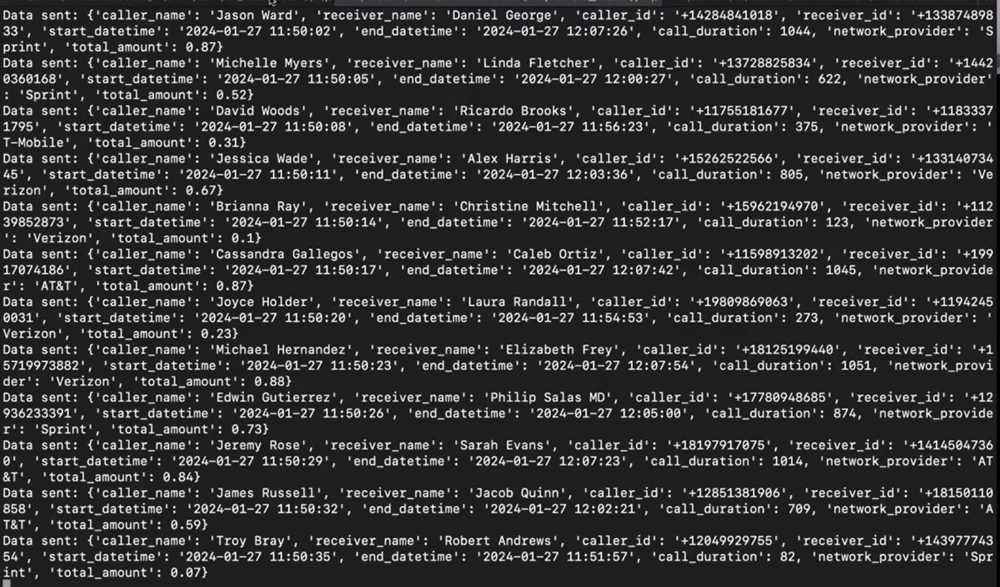 Data sent: {'caller_name': 'Jason Ward', 'receiver_name': 'Daniel George', 'caller_id': '+14284841018', 'receiver_id': '+133874898
33', 'start_datetime': '2024-01-27 11:50:02', 'end_datetime': '2024-01-27 12:07:26', 'call_duration': 1044, 'network_provider': 'S
print', 'total_amount': 0.87}
Data sent: {'caller_name': 'Michelle Myers', 'receiver_name': 'Linda Fletcher', 'caller_id': '+13728825834', 'receiver_id': '+1442
0360168', 'start_datetime': '2024-01-27 11:50:05', 'end_datetime': '2024-01-27 12:00:27', 'call_duration': 622, 'network_provider'
: 'Sprint', 'total_amount': 0.52}
Data sent: {'caller_name': 'David Woods', 'receiver_name': 'Ricardo Brooks', 'caller_id': '+11755181677', 'receiver_id': '+1183337
1795', 'start_datetime': '2024-01-27 11:50:08', 'end_datetime': '2024-01-27 11:56:23', 'call_duration': 375, 'network_provider': '
T-Mobile', 'total_amount': 0.31}
Data sent: {'caller_name': 'Jessica Wade', 'receiver_name': 'Alex Harris', 'caller_id': '+15262522566', 'receiver_id': '+133140734
45', 'start_datetime': '2024-01-27 11:50:11', 'end_datetime': '2024-01-27 12:03:36', 'call_duration': 805, 'network_provider': 'Ve
rizon', 'total_amount': 0.67}
Data sent: {'caller_name': 'Brianna Ray', 'receiver_name': 'Christine Mitchell', 'caller_id': '+15962194970', 'receiver_id': '+112
39852873', 'start_datetime': '2024-01-27 11:50:14', 'end_datetime': '2024-01-27 11:52:17', 'call_duration': 123, 'network_provider
': 'Verizon', 'total_amount': 0.1}
Data sent: {'caller_name': 'Cassandra Gallegos', 'receiver_name': 'Caleb Ortiz', 'caller_id': '+11598913202', 'receiver_id': '+199
17074186', 'start_datetime': '2024-01-27 11:50:17', 'end_datetime': '2024-01-27 12:07:42', 'call_duration': 1045, 'network_provide
r': 'AT&T', 'total_amount': 0.87}
Data sent: {'caller_name': 'Joyce Holder', 'receiver_name': 'Laura Randall', 'caller_id': '+19809869063', 'receiver_id': '+1194245
0031', 'start_datetime': '2024-01-27 11:50:20', 'end_datetime': '2024-01-27 11:54:53', 'call_duration': 273, 'network_provider': '
Verizon', 'total_amount': 0.23}
Data sent: {'caller_name': 'Michael Hernandez', 'receiver_name': 'Elizabeth Frey', 'caller_id': '+18125199440', 'receiver_id': '+1
5719973882', 'start_datetime': '2024-01-27 11:50:23', 'end_datetime': '2024-01-27 12:07:54', 'call_duration': 1051, 'network_provi
der': 'Verizon', 'total_amount': 0.88}
Data sent: {'caller_name': 'Edwin Gutierrez', 'receiver_name': 'Philip Salas MD', 'caller_id': '+17780948685', 'receiver_id': '+12
936233391', 'start_datetime': '2024-01-27 11:50:26', 'end_datetime': '2024-01-27 12:05:00', 'call_duration': 874, 'network_provide
r': 'Sprint', 'total_amount': 0.73}
Data sent: {'caller_name': 'Jeremy Rose', 'receiver_name': 'Sarah Evans', 'caller_id': '+18197917075', 'receiver_id': '+1414504736
0', 'start_datetime': '2024-01-27 11:50:29', 'end_datetime': '2024-01-27 12:07:23', 'call_duration': 1014, 'network_provider': 'AT
&T', 'total_amount': 0.84}
Data sent: {'caller_name': 'James Russell', 'receiver_name': 'Jacob Quinn', 'caller_id': '+12851381906', 'receiver_id': '+18150110
858', 'start_datetime': '2024-01-27 11:50:32', 'end_datetime': '2024-01-27 12:02:21', 'call_duration': 709, 'network_provider': 'A
T&T', 'total_amount': 0.59}
Data sent: {'caller_name': 'Troy Bray', 'receiver_name': 'Robert Andrews', 'caller_id': '+12049929755', 'receiver_id': '+143977743
54', 'start_datetime': '2024-01-27 11:50:35', 'end_datetime': '2024-01-27 11:51:57', 'call_duration': 82, 'network_provider': 'Spr
int', 'total_amount': 0.07}